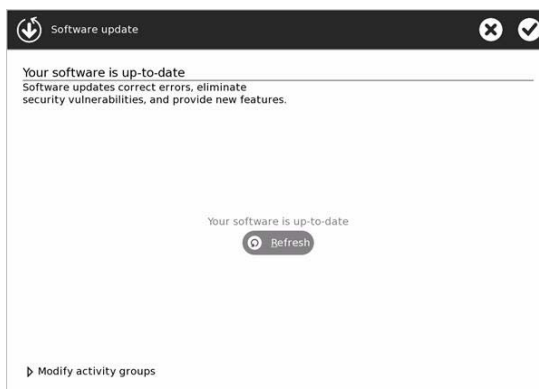 Software update
Your software is up-to-date
Software updates correct errors, eliminate
security vulnerabilities, and provide new features.
Your software is up-to-date
Refresh
Modify activity groups